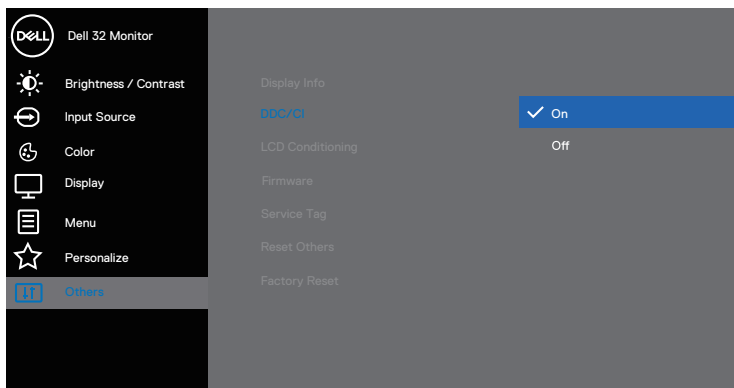 DELL
Dell 32 Monitor
Brightness / Contrast
Input Source
Color
Display
Menu
Personalize
Others
Display Info
DDC/CI
LCD Conditioning
Firmware
Service Tag
Reset Others
Factory Reset
On
Off